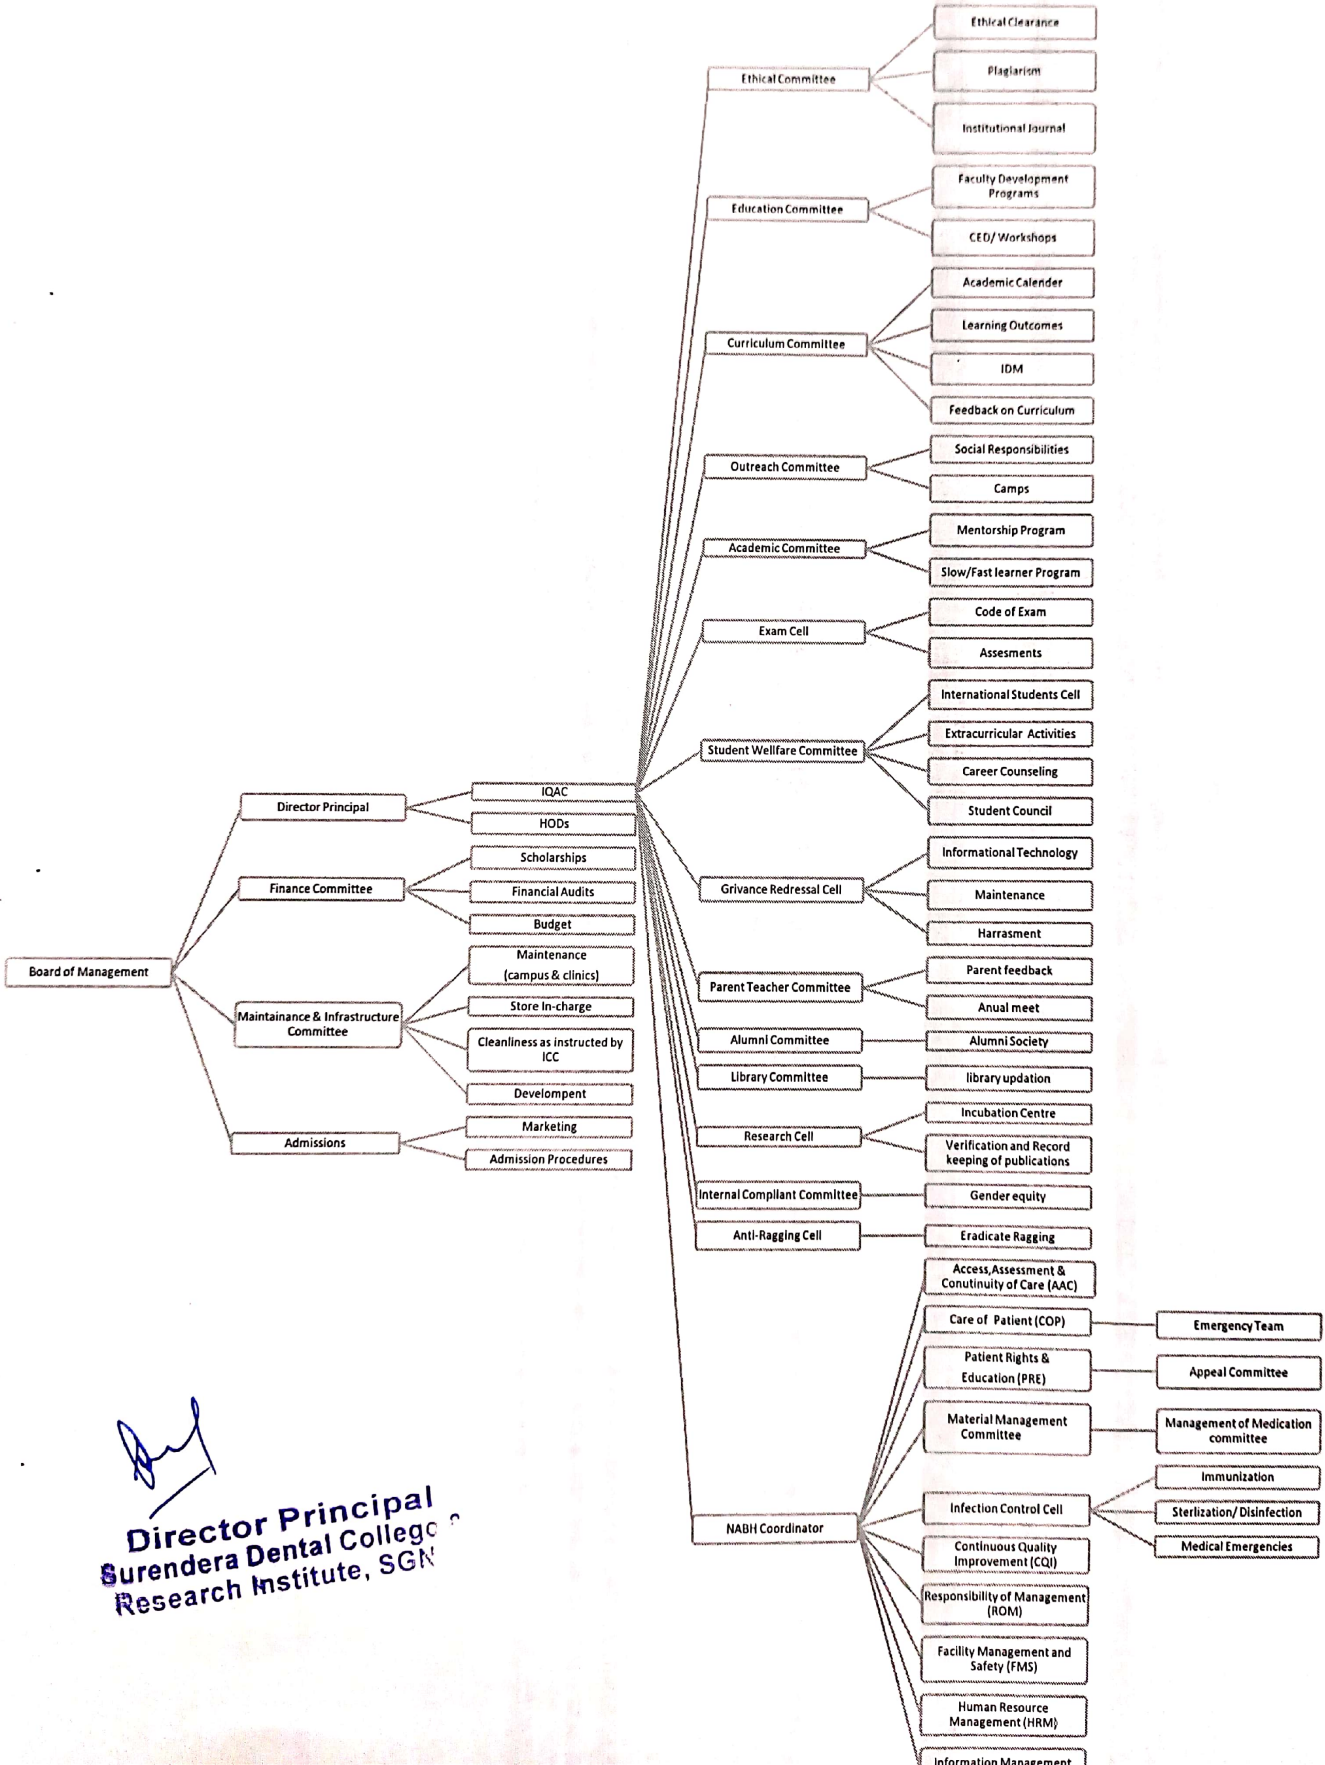 Ethical Clearance
Ethical Committee
Plagiarism
Institutional Journal
Faculty Development
Programs
Education Committee
CED/ Workshops
Academic Calender
Learning Outcomes
Curriculum Committee
IDM
Feedback on Curriculum
Social Responsibilities
Outreach Committee
Camps
Mentorship Program
Academic Committee
Slow/Fast learner Program
Code of Exam
Exam Cell
Assesments
International Students Cell
Extracurricular Activities
Student Wellfare Committee
Career Counseling
Student Council
Director Principal
IQAC
HODs
Finance Committee
Scholarships
Financial Audits
Budget
Board of Management
Maintainance & Infrastructure
Committee
Maintenance
(campus & clinics)
Store In-charge
Cleanliness as instructed by
ICC
Develompent
Admissions
Marketing
Admission Procedures
Informational Technology
Grivance Redressal Cell
Maintenance
Harrasment
Parent feedback
Parent Teacher Committee
Anual meet
Alumni Committee
Alumni Society
Library Committee
library updation
Incubation Centre
Research Cell
Verification and Record
keeping of publications
Internal Compliant Committee
Gender equity
Anti-Ragging Cell
Eradicate Ragging
Access,Assessment &
Conutinuity of Care (AAC)
Care of Patient (COP)
Emergency Team
Patient Rights &
Education (PRE)
Appeal Committee
Material Management
Committee
Management of Medication
committee
NABH Coordinator
Infection Control Cell
Immunization
Sterlization/ Disinfection
Medical Emergencies
Continuous Quality
Improvement (CQI)
Responsibility of Management
(ROM)
Facility Management and
Safety (FMS)
Human Resource
Management (HRM)
Information Management
Director Principal
Surendera Dental College
Research Institute, SGN